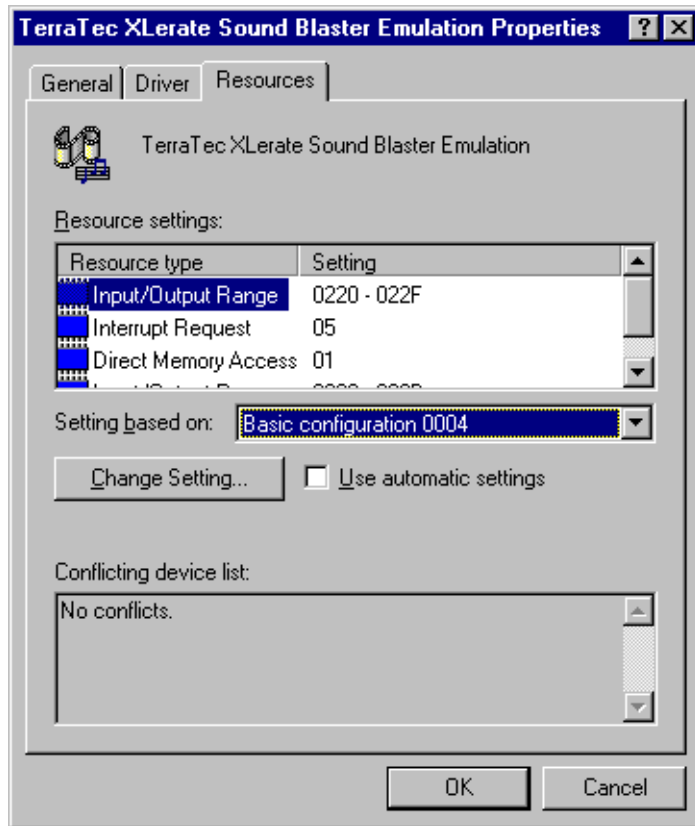 TerraTec XLerate Sound Blaster Emulation Properties
General Driver Resources
TerraTec XLerate Sound Blaster Emulation
Resource settings:
Resource type Setting
Input/Output Range 0220 - 022F
Interrupt Request 05
Direct Memory Access 01
Setting based on: Basic configuration 0004
Change Setting... Use automatic settings
Conflicting device list:
No conflicts.
OK Cancel